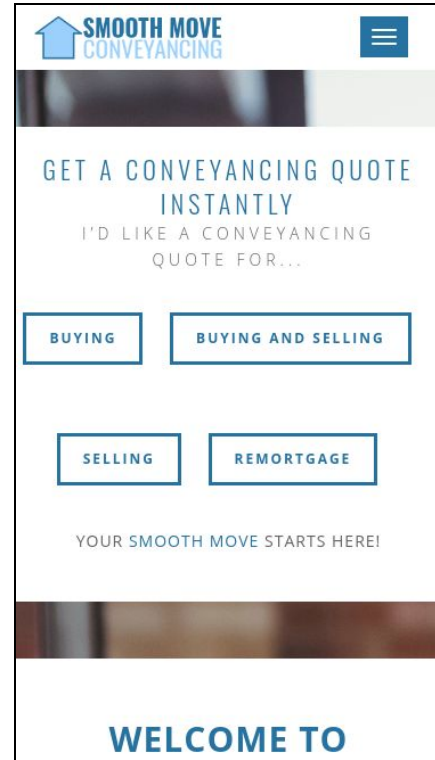 SMOOTH MOVE
CONVEYANCING
GET A CONVEYANCING QUOTE
INSTANTLY
I'D LIKE A CONVEYANCING
QUOTE FOR...
BUYING
BUYING AND SELLING
SELLING
REMORTGAGE
YOUR SMOOTH MOVE STARTS HERE!
WELCOME TO